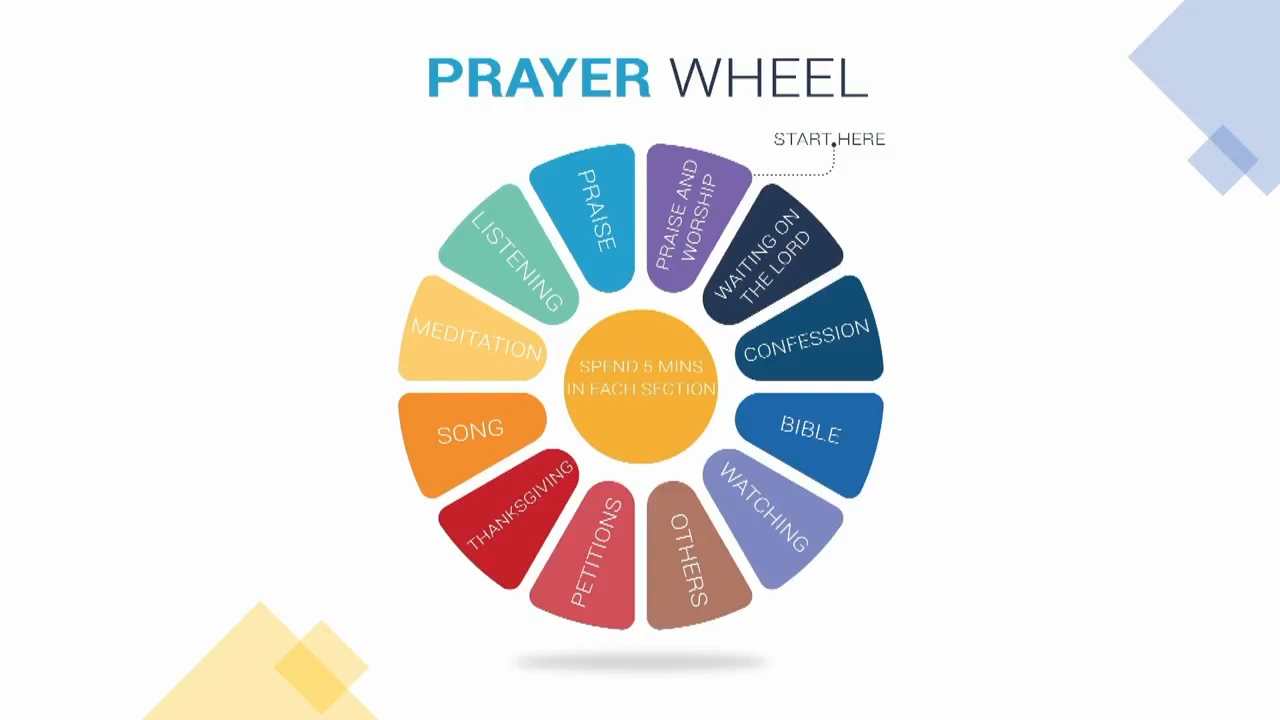 PRAYER WHEEL
START HERE
PRAISE AND
WORSHIP
WAITING ON
THE LORD
CONFESSION
BIBLE
WATCHING
OTHERS
PETITIONS
THANKSGIVING
SONG
MEDITATION
LISTENING
PRAISE
SPEND 5 MINS
IN EACH SECTION